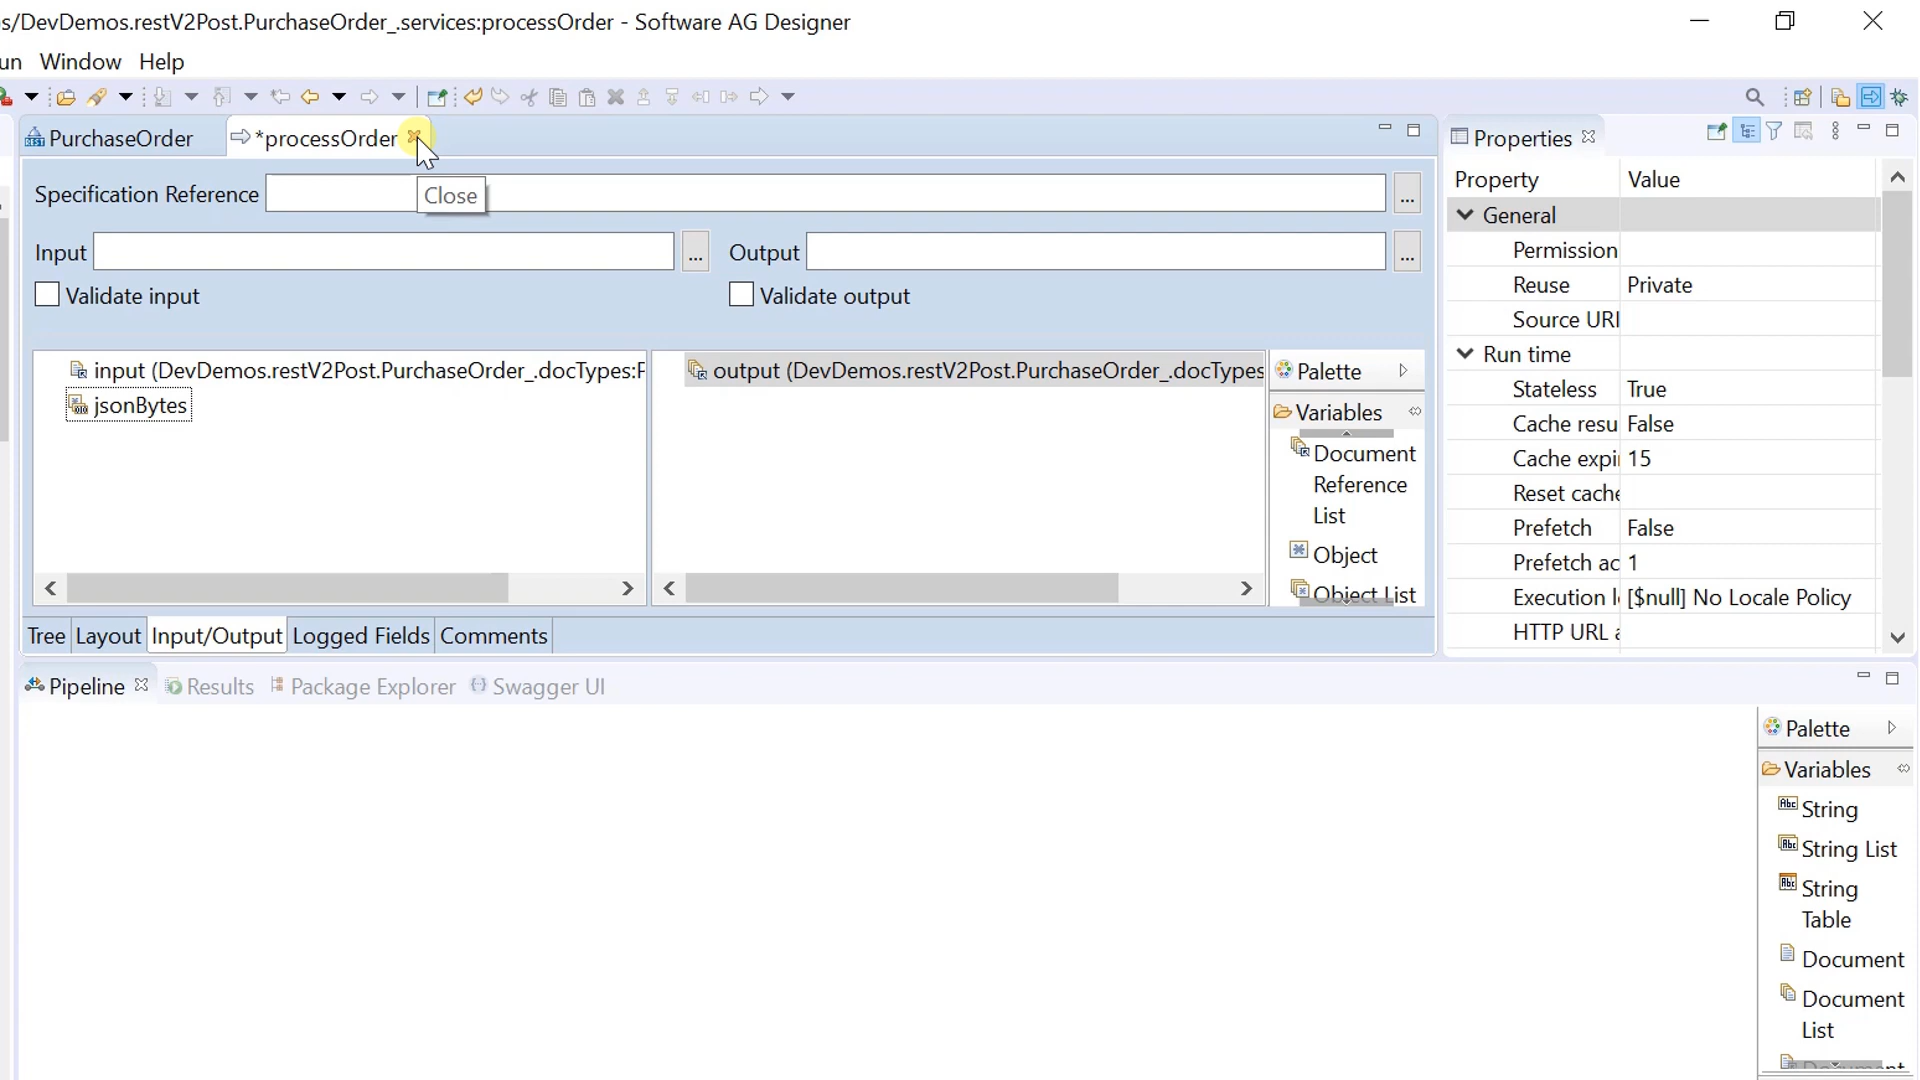 s/DevDemos.restV2Post.PurchaseOrder_.services:processOrder - Software AG Designer
un Window Help
PurchaseOrder *processOrder
Close
Specification Reference ...
Input ... Output ...
Validate input Validate output
input (DevDemos.restV2Post.PurchaseOrder_.docTypes:F
jsonBytes
output (DevDemos.restV2Post.PurchaseOrder_.docTypes
Palette
Variables
Document
Reference
List
Object
Object List
Tree Layout Input/Output Logged Fields Comments
Properties
Property Value
General
Permission
Reuse Private
Source URI
Run time
Stateless True
Cache resu False
Cache expi 15
Reset cache
Prefetch False
Prefetch ac 1
Execution l [$null] No Locale Policy
HTTP URL a
Pipeline Results Package Explorer Swagger UI
Palette
Variables
String
String List
String
Table
Document
Document
List